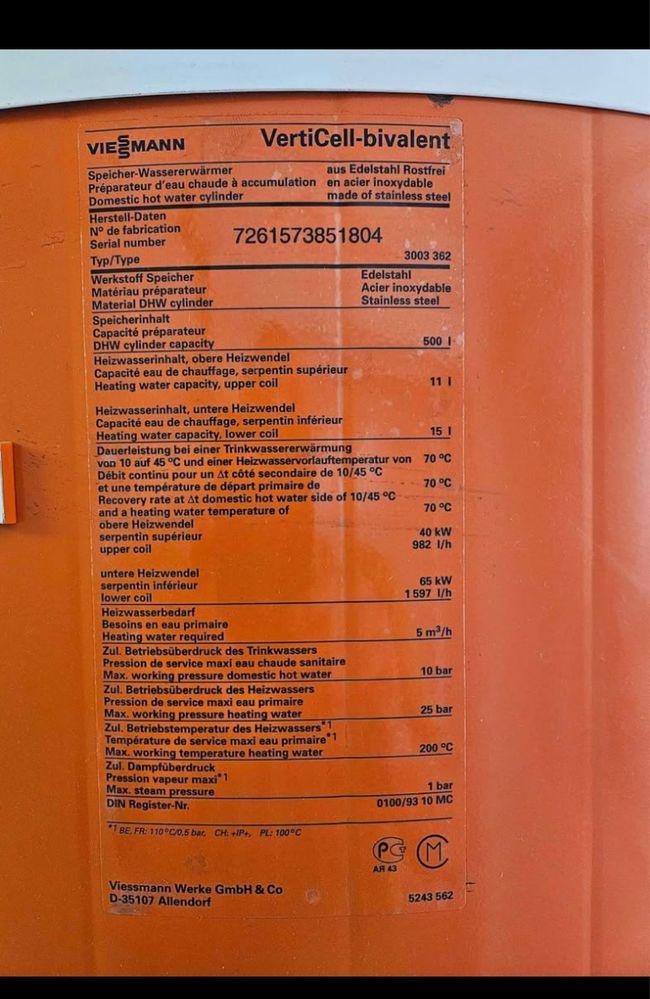 VIESSMANN VertiCell-bivalent
Speicher-Wassererwärmer aus Edelstahl Rostfrei
Préparateur d'eau chaude à accumulation en acier inoxydable
Domestic hot water cylinder made of stainless steel
Herstell-Daten
Nº de fabrication
Serial number 7261573851804
Typ/Type 3003 362
Werkstoff Speicher Edelstahl
Matériau préparateur Acier inoxydable
Material DHW cylinder Stainless steel
Speicherinhalt
Capacité préparateur
DHW cylinder capacity 500 l
Heizwasserinhalt, obere Heizwendel
Capacité eau de chauffage, serpentin supérieur
Heating water capacity, upper coil 11 l
Heizwasserinhalt, untere Heizwendel
Capacité eau de chauffage, serpentin inférieur
Heating water capacity, lower coil 15 l
Dauerleistung bei einer Trinkwassererwärmung
von 10 auf 45 ºC und einer Heizwasservorlauftemperatur von 70 ºC
Débit continu pour un Δt côté secondaire de 10/45 ºC
et une température de départ primaire de 70 ºC
Recovery rate at Δt domestic hot water side of 10/45 ºC
and a heating water temperature of 70 ºC
obere Heizwendel
serpentin supérieur 40 kW
upper coil 982 l/h
untere Heizwendel
serpentin inférieur 65 kW
lower coil 1597 l/h
Heizwasserbedarf
Besoins en eau primaire
Heating water required 5 m³/h
Zul. Betriebsüberdruck des Trinkwassers
Pression de service maxi eau chaude sanitaire
Max. working pressure domestic hot water 10 bar
Zul. Betriebsüberdruck des Heizwassers
Pression de service maxi eau primaire
Max. working pressure heating water 25 bar
Zul. Betriebstemperatur des Heizwassers*1
Température de service maxi eau primaire*1
Max. working temperature heating water 200 ºC
Zul. Dampfüberdruck
Pression vapeur maxi*1
Max. steam pressure 1 bar
DIN Register-Nr. 0100/93 10 MC
*1 BE, FR: 110ºC/0,5 bar, CH: +IP+, PL: 100ºC
РС М
АЯ 43
Viessmann Werke GmbH & Co
D-35107 Allendorf 5243 562